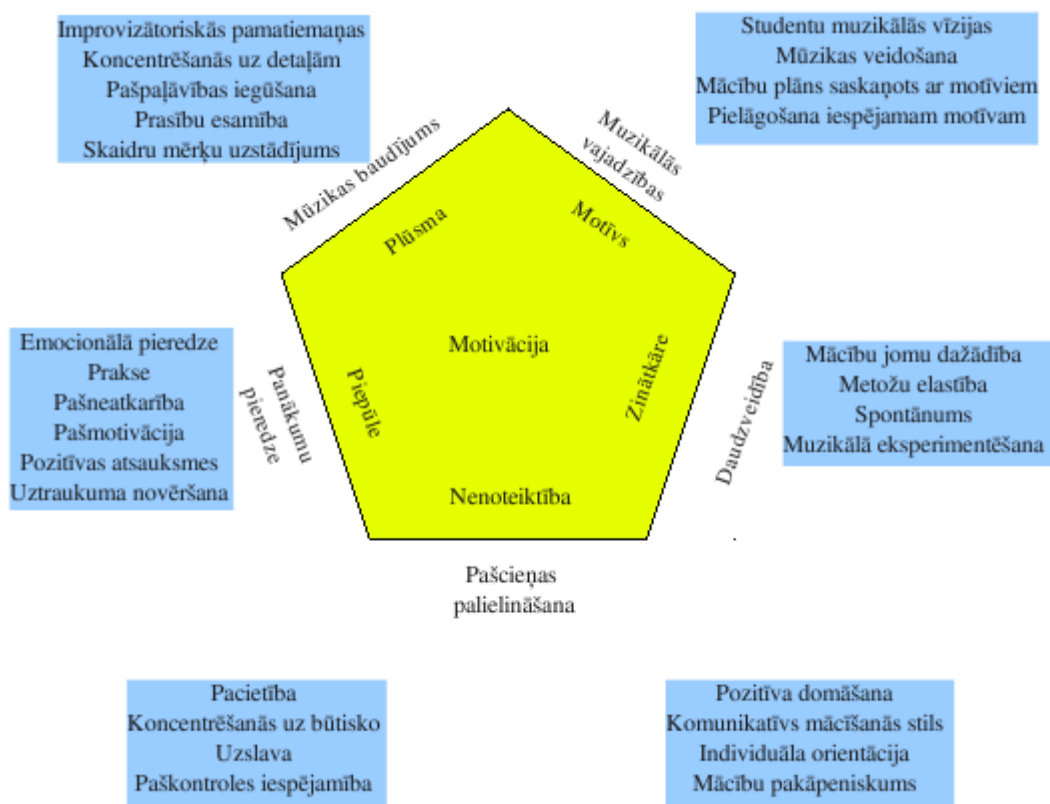 Improvizātoriskās pamatiemaņas
Koncentrēšanās uz detaļām
Pašpaļāvības iegūšana
Prasību esamība
Skaidru mērķu uzstādījums
Studentu muzikālās vīzijas
Mūzikas veidošana
Mācību plāns saskaņots ar motīviem
Pielāgošana iespējamam motīvam
Mūzikas baudījums
Muzikālās
vajadzības
Plūsma
Motīvs
Emocionālā pieredze
Prakse
Pašneatkarība
Pašmotivācija
Pozitīvas atsauksmes
Uztraukuma novēršana
Panākumu
pieredze
Piepūle
Motivācija
Zinātkāre
Daudzveidība
Mācību jomu dažādība
Metožu elastība
Spontānums
Muzikālā eksperimentēšana
Nenoteiktība
Pašcieņas
palielināšana
Pacietība
Koncentrēšanās uz būtisko
Uzslava
Paškontroles iespējamība
Pozitīva domāšana
Komunikatīvs mācīšanās stils
Individuāla orientācija
Mācību pakāpeniskums